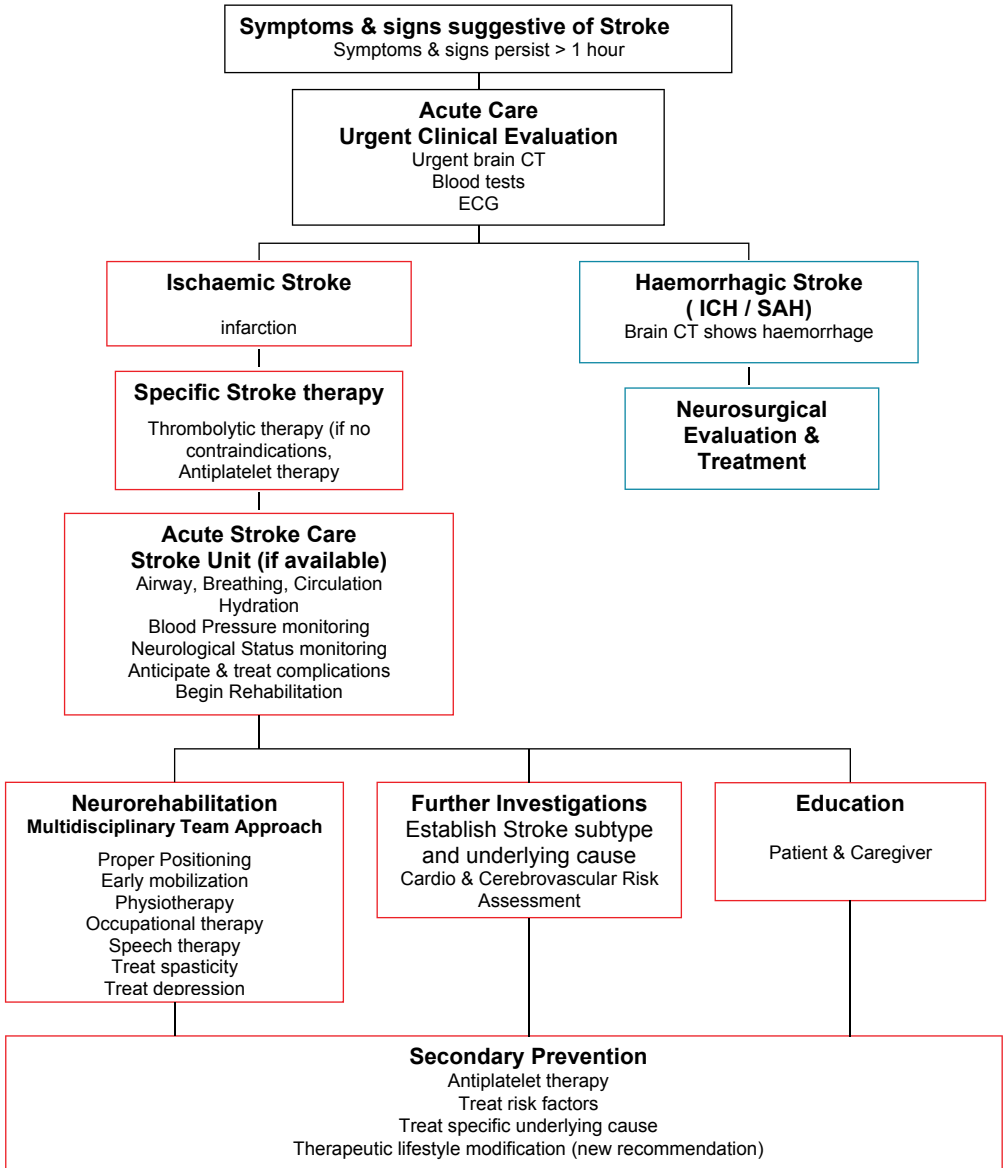 Symptoms & signs suggestive of Stroke
Symptoms & signs persist > 1 hour
Acute Care
Urgent Clinical Evaluation
Urgent brain CT
Blood tests
ECG
Ischaemic Stroke
infarction
Haemorrhagic Stroke
( ICH / SAH)
Brain CT shows haemorrhage
Specific Stroke therapy
Thrombolytic therapy (if no
contraindications,
Antiplatelet therapy
Neurosurgical
Evaluation &
Treatment
Acute Stroke Care
Stroke Unit (if available)
Airway, Breathing, Circulation
Hydration
Blood Pressure monitoring
Neurological Status monitoring
Anticipate & treat complications
Begin Rehabilitation
Neurorehabilitation
Multidisciplinary Team Approach
Proper Positioning
Early mobilization
Physiotherapy
Occupational therapy
Speech therapy
Treat spasticity
Treat depression
Further Investigations
Establish Stroke subtype
and underlying cause
Cardio & Cerebrovascular Risk
Assessment
Education
Patient & Caregiver
Secondary Prevention
Antiplatelet therapy
Treat risk factors
Treat specific underlying cause
Therapeutic lifestyle modification (new recommendation)